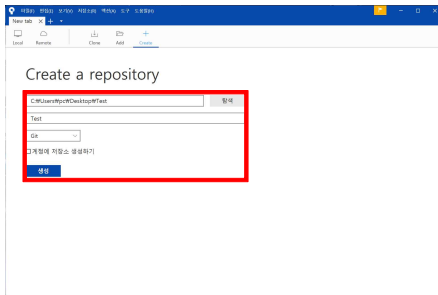 파일(F) 편집(E) 보기(V) 저장소(R) 액션(A) 도구 도움말(H)
New tab
Local Remote Clone Add Create
Create a repository
C:₩Users₩pc₩Desktop₩Test 탐색
Test
Git
계정에 저장소 생성하기
생성